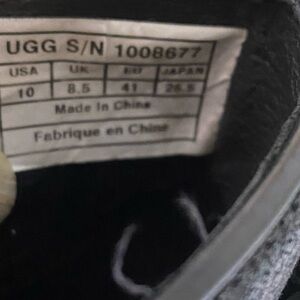 UGG S/N 1008677
USA UK EU JAPAN
10 8.5 41 26.5
Made in China
Fabrique en Chine